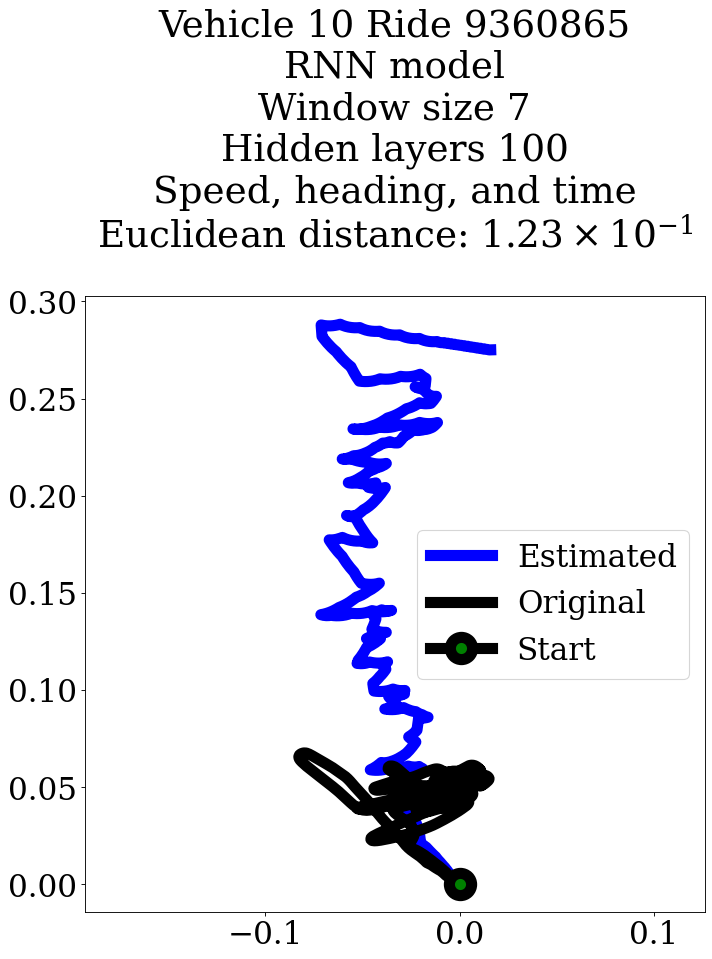 Vehicle 10 Ride 9360865
RNN model
Window size 7
Hidden layers 100
Speed, heading, and time
Euclidean distance: 1.23 × 10⁻¹
0.30
0.25
0.20
0.15
0.10
0.05
0.00
Estimated
Original
Start
−0.1
0.0
0.1